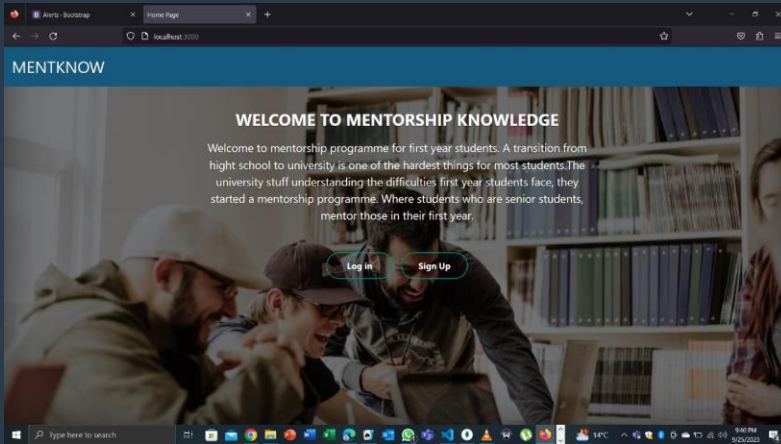 Alerts · Bootstrap
Home Page
localhost:3000
MENTKNOW
WELCOME TO MENTORSHIP KNOWLEDGE
Welcome to mentorship programme for first year students. A transition from
hight school to university is one of the hardest things for most students.The
university stuff understanding the difficulties first year students face, they
started a mentorship programme. Where students who are senior students,
mentor those in their first year.
Log in
Sign Up
Type here to search
14°C
9:40 PM
9/25/2023